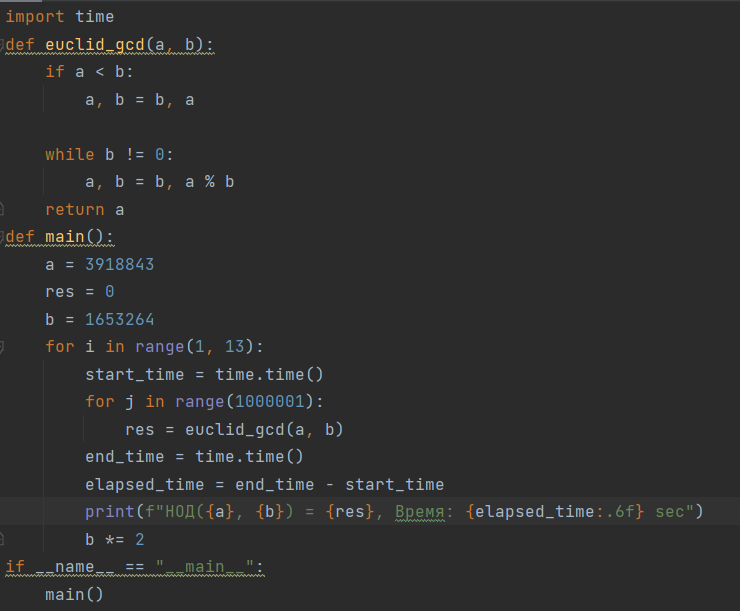 import time
def euclid_gcd(a, b):
    if a < b:
        a, b = b, a

    while b != 0:
        a, b = b, a % b
    return a
def main():
    a = 3918843
    res = 0
    b = 1653264
    for i in range(1, 13):
        start_time = time.time()
        for j in range(1000001):
            res = euclid_gcd(a, b)
        end_time = time.time()
        elapsed_time = end_time - start_time
        print(f"НОД({a}, {b}) = {res}, Время: {elapsed_time:.6f} sec")
        b *= 2
if __name__ == "__main__":
    main()